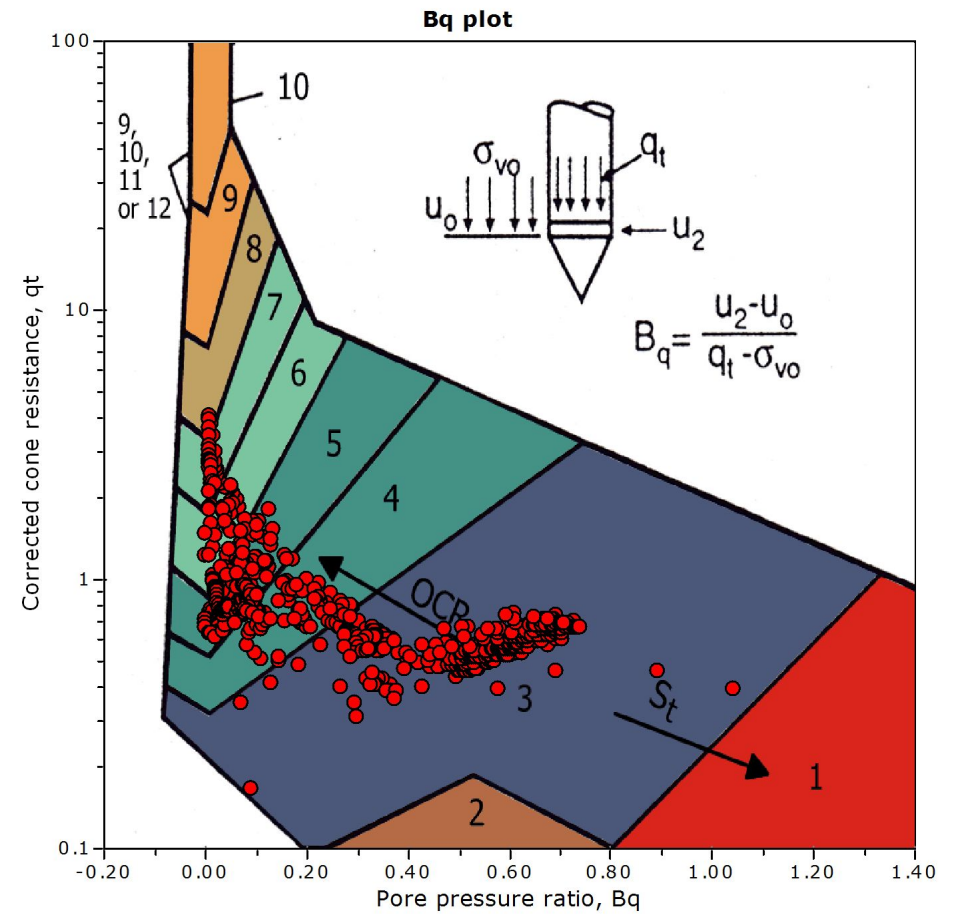 Bq plot
Corrected cone resistance, qt
100
10
1
0.1
10
9,
10,
11
or 12
9
8
7
6
5
4
3
2
1
σvo
qt
uo
u2
Bq = u2-uo / qt -σvo
OCR
St
-0.20 0.00 0.20 0.40 0.60 0.80 1.00 1.20 1.40
Pore pressure ratio, Bq